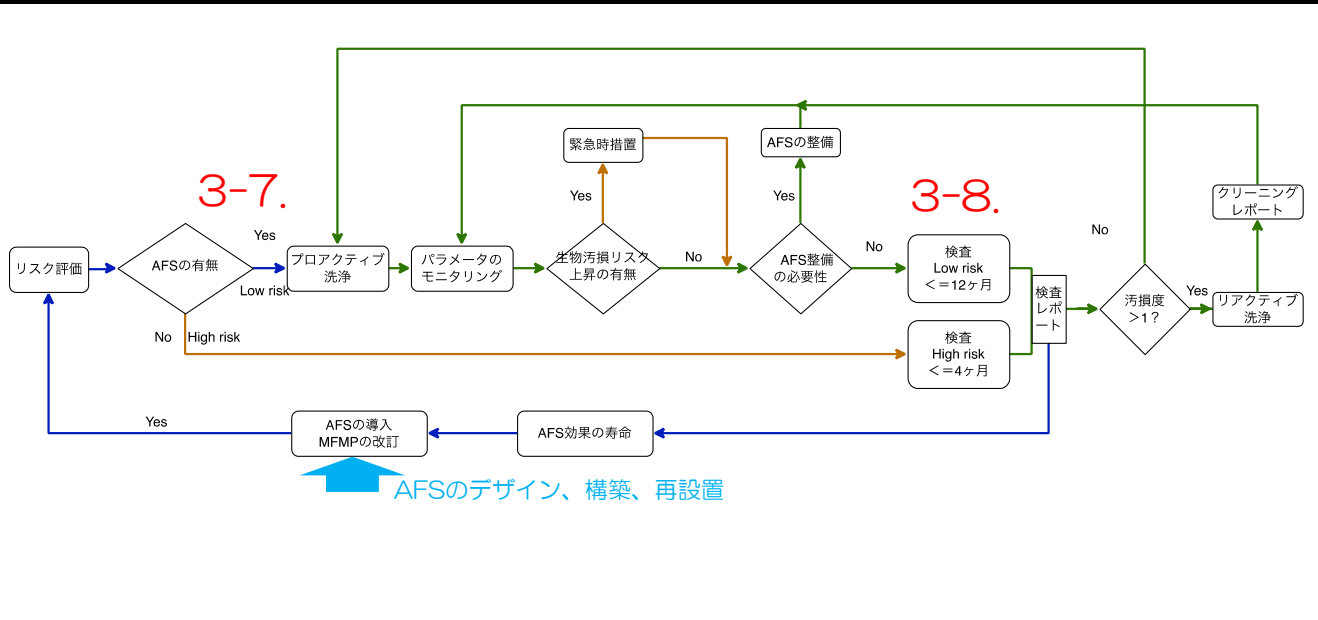 3-7.
3-8.
リスク評価
AFSの有無
Yes
Low risk
No
High risk
プロアクティブ
洗浄
パラメータの
モニタリング
生物汚損リスク
上昇の有無
Yes
緊急時措置
No
AFS整備
の必要性
Yes
AFSの整備
No
検査
Low risk
<=12ヶ月
検査
High risk
<=4ヶ月
検査
レポ
ート
汚損度
>1?
No
Yes
リアクティブ
洗浄
クリーニング
レポート
AFS効果の寿命
AFSの導入
MFMPの改訂
Yes
AFSのデザイン、構築、再設置